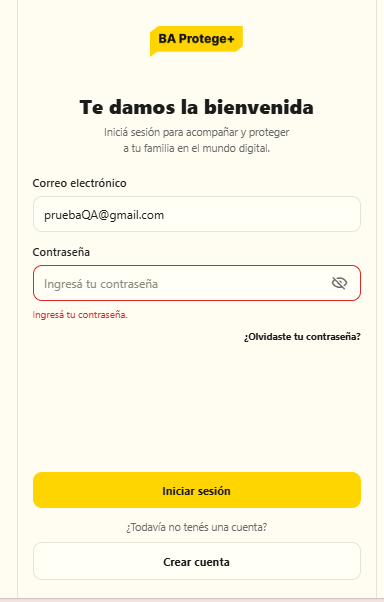 BA Protege+
Te damos la bienvenida
Iniciá sesión para acompañar y proteger
a tu familia en el mundo digital.
Correo electrónico
pruebaQA@gmail.com
Contraseña
Ingresá tu contraseña
Ingresá tu contraseña.
¿Olvidaste tu contraseña?
Iniciar sesión
¿Todavía no tenés una cuenta?
Crear cuenta